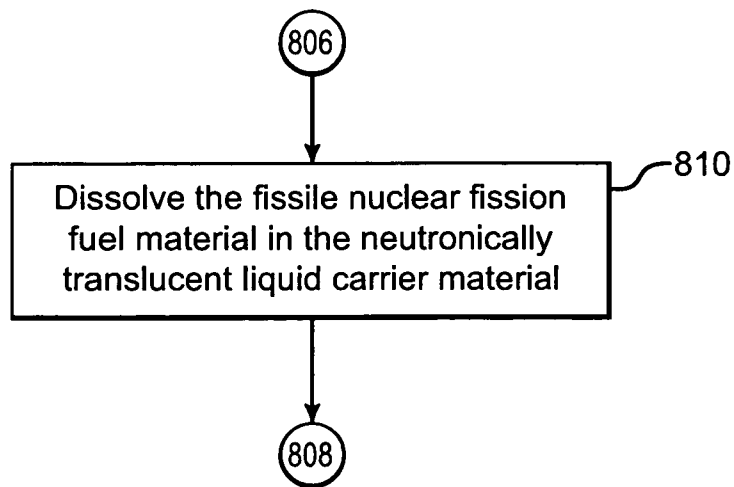 806
810
Dissolve the fissile nuclear fission
fuel material in the neutronically
translucent liquid carrier material
808